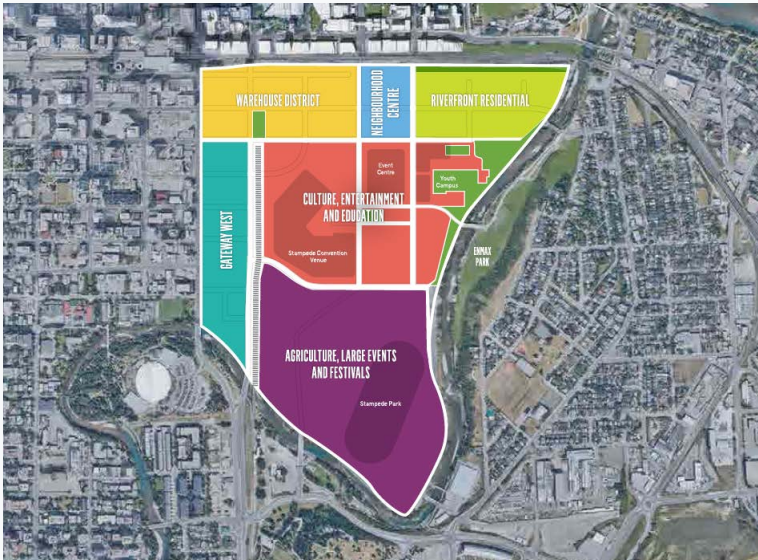 WAREHOUSE DISTRICT
NEIGHBOURHOOD
CENTRE
RIVERFRONT RESIDENTIAL
Event
Centre
Youth
Campus
CULTURE, ENTERTAINMENT
AND EDUCATION
GATEWAY WEST
Stampede Convention
Venue
ENMAX
PARK
AGRICULTURE, LARGE EVENTS
AND FESTIVALS
Stampede Park